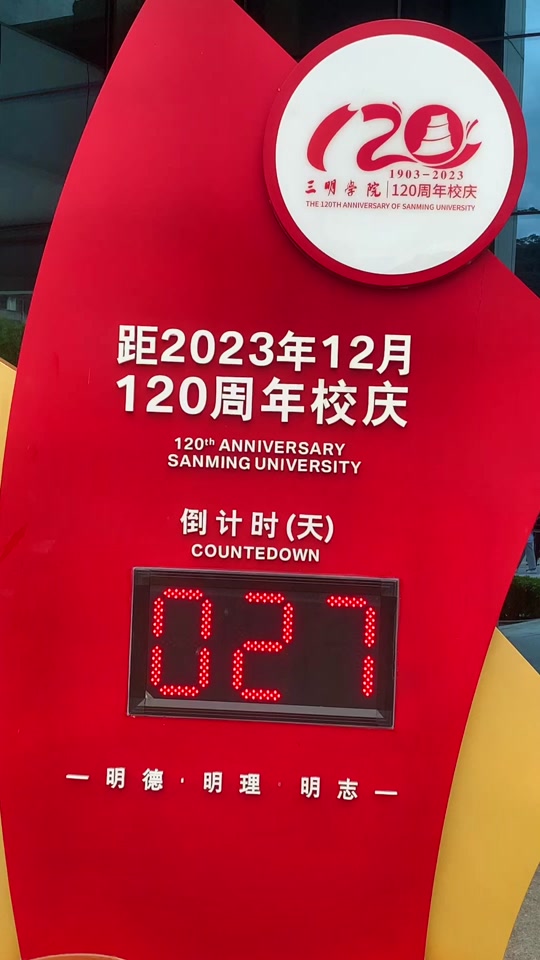 120
1903-2023
三明学院 | 120周年校庆
THE 120TH ANNIVERSARY OF SANMING UNIVERSITY
距2023年12月
120周年校庆
120th ANNIVERSARY
SANMING UNIVERSITY
倒计时(天)
COUNTEDOWN
027
— 明德 · 明理 · 明志 —